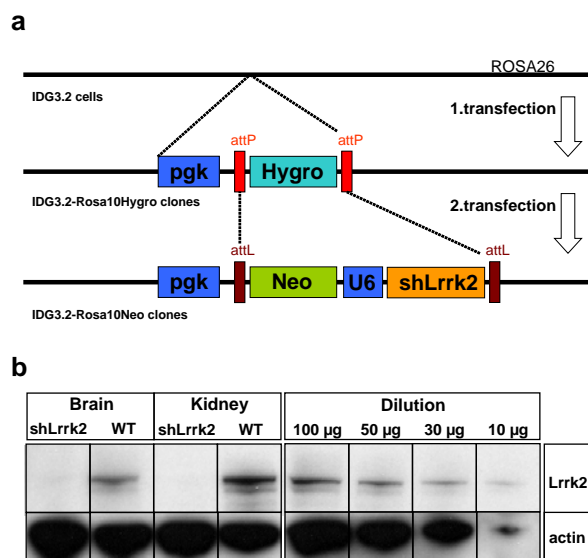 a
ROSA26
IDG3.2 cells
1.transfection
attP attP
pgk Hygro
IDG3.2-Rosa10Hygro clones
2.transfection
attL attL
pgk Neo U6 shLrrk2
IDG3.2-Rosa10Neo clones
b
Brain Kidney Dilution
shLrrk2 WT shLrrk2 WT 100 µg 50 µg 30 µg 10 µg
Lrrk2
actin